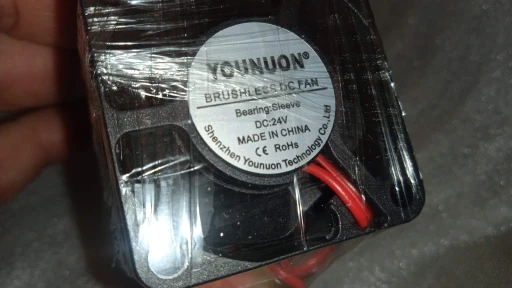 YOUNUON®
BRUSHLESS DC FAN
Bearing:Sleeve
DC:24V
MADE IN CHINA
CE RoHs
Shenzhen Younuon Technology Co.,Ltd